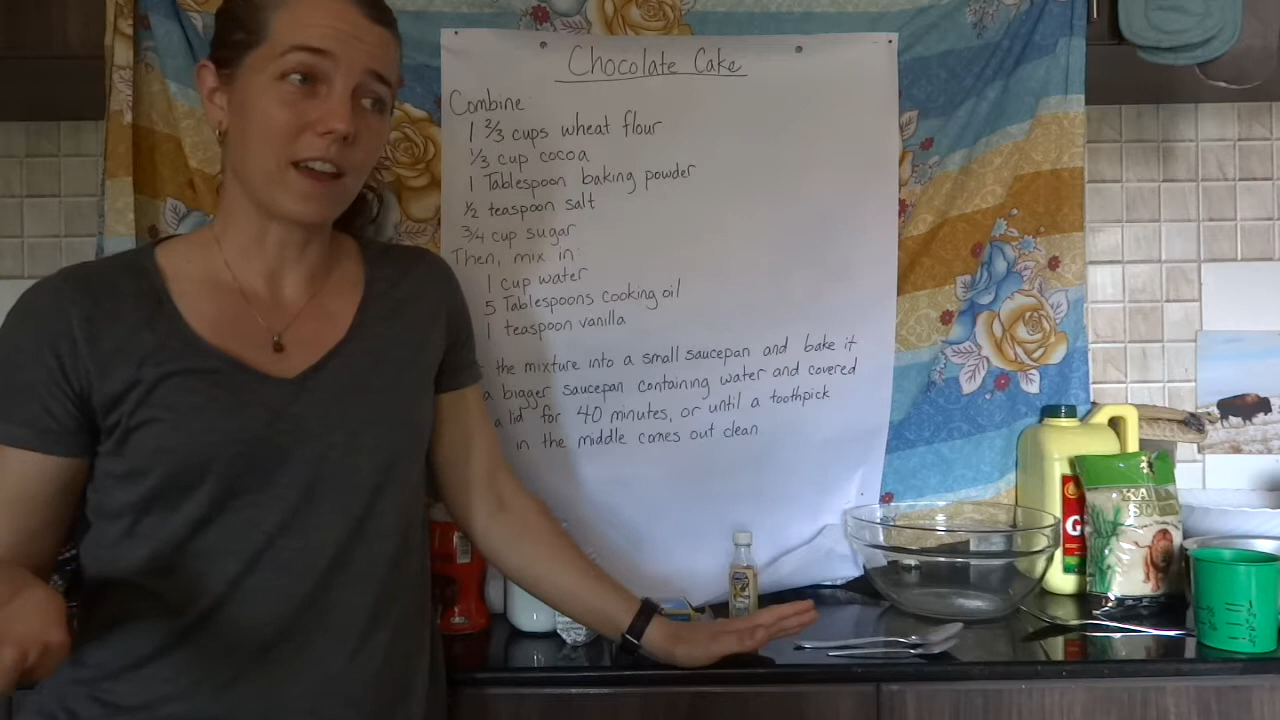 Chocolate Cake
Combine:
1 2/3 cups wheat flour
1/3 cup cocoa
1 Tablespoon baking powder
1/2 teaspoon salt
3/4 cup sugar
Then, mix in:
1 cup water
5 Tablespoons cooking oil
1 teaspoon vanilla
the mixture into a small saucepan and bake it
a bigger saucepan containing water and covered
a lid for 40 minutes, or until a toothpick
in the middle comes out clean
G